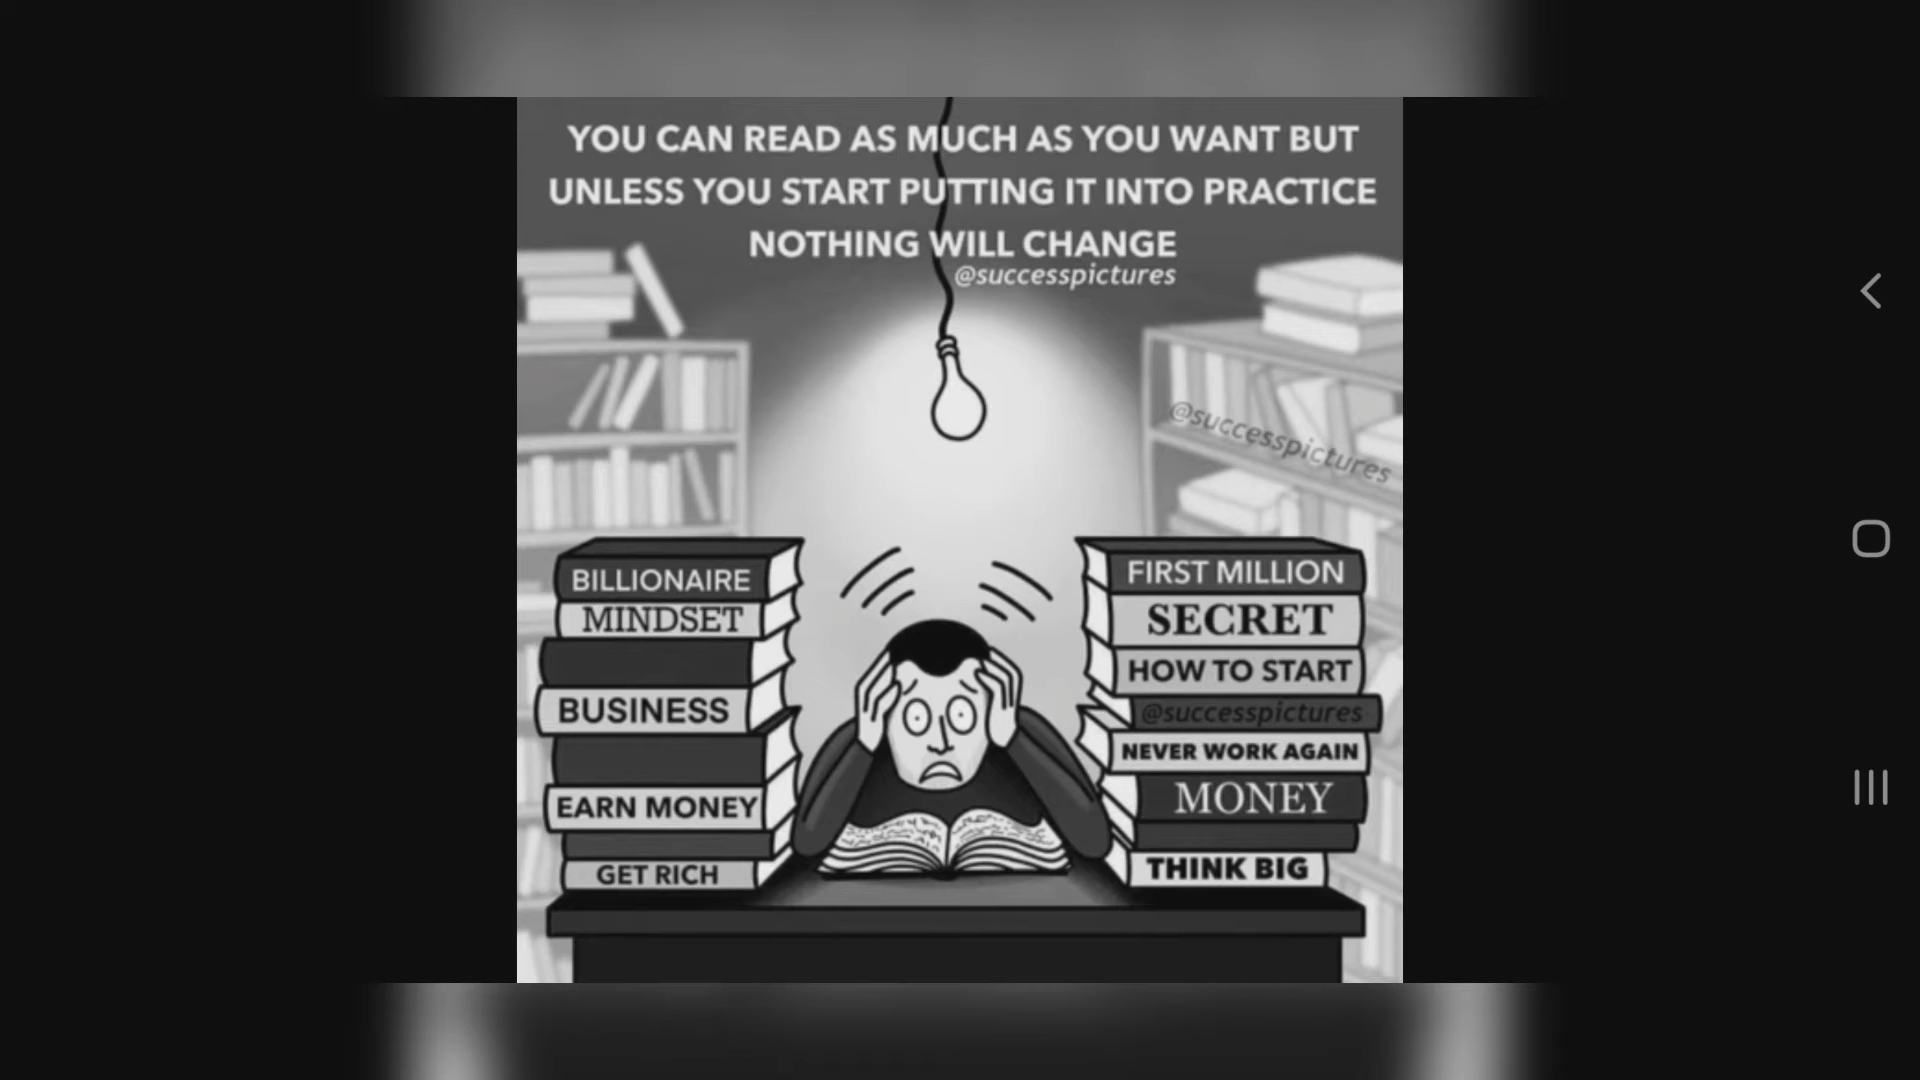 YOU CAN READ AS MUCH AS YOU WANT BUT
UNLESS YOU START PUTTING IT INTO PRACTICE
NOTHING WILL CHANGE
@successpictures
@successpictures
BILLIONAIRE
MINDSET
BUSINESS
EARN MONEY
GET RICH
FIRST MILLION
SECRET
HOW TO START
@successpictures
NEVER WORK AGAIN
MONEY
THINK BIG